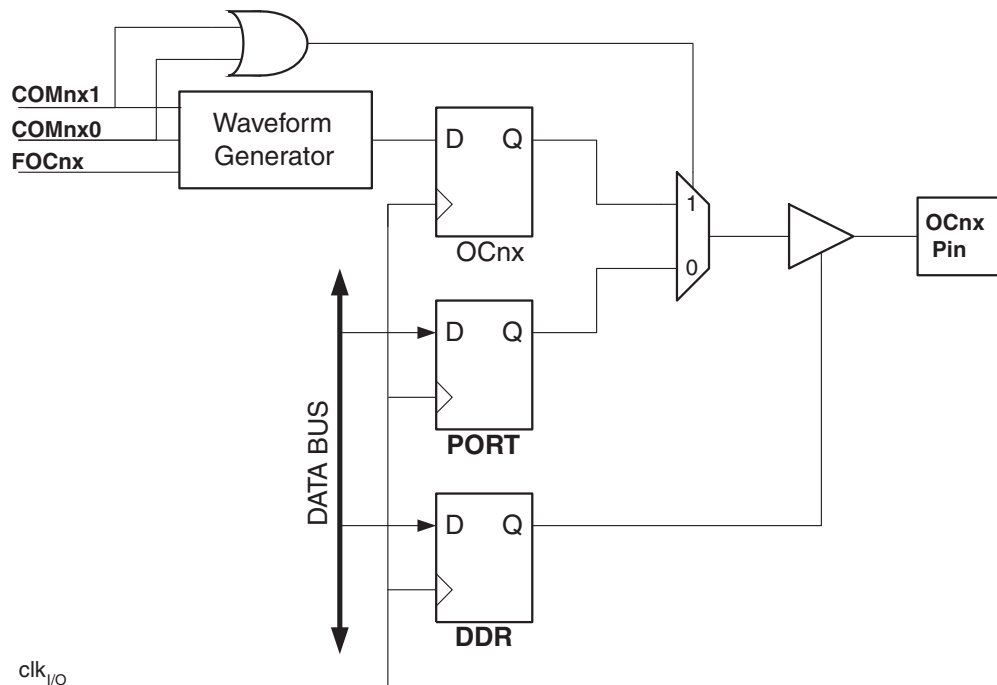 COMnx1
COMnx0
FOCnx
Waveform
Generator
D Q
OCnx
1
0
OCnx
Pin
D Q
PORT
DATA BUS
D Q
DDR
clkI/O